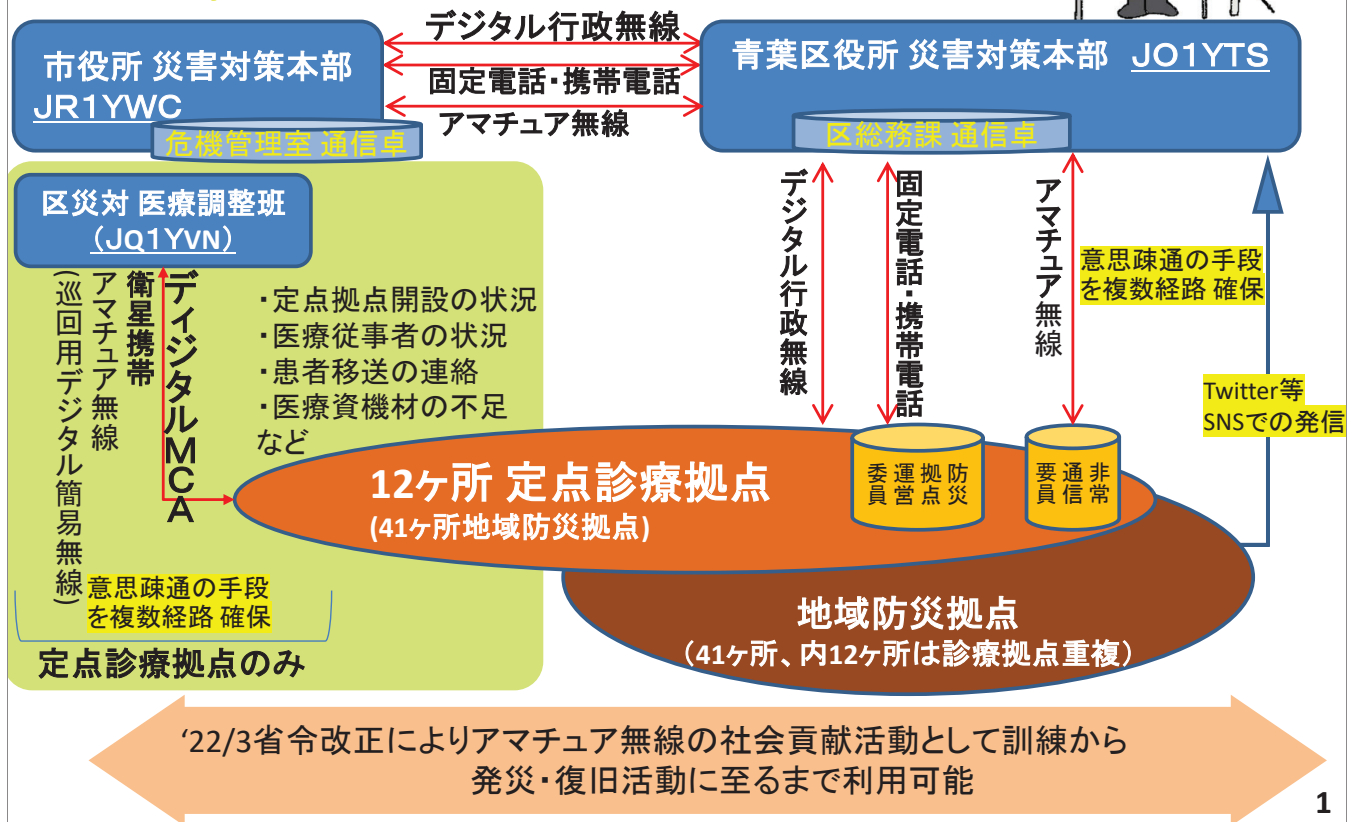 市役所 災害対策本部
JR1YWC
危機管理室 通信卓
デジタル行政無線
固定電話・携帯電話
アマチュア無線
青葉区役所 災害対策本部 JO1YTS
区総務課 通信卓
区災対 医療調整班
(JQ1YVN)
ディジタルMCA
衛星携帯
アマチュア無線
(巡回用デジタル簡易無線)
・定点拠点開設の状況
・医療従事者の状況
・患者移送の連絡
・医療資機材の不足
など
意思疎通の手段
を複数経路 確保
定点診療拠点のみ
デジタル行政無線
固定電話・携帯電話
アマチュア無線
意思疎通の手段
を複数経路 確保
Twitter等
SNSでの発信
12ヶ所 定点診療拠点
(41ヶ所地域防災拠点)
防災
拠点
運営
委員
非常
通信
要員
地域防災拠点
(41ヶ所、内12ヶ所は診療拠点重複)
‘22/3省令改正によりアマチュア無線の社会貢献活動として訓練から
発災・復旧活動に至るまで利用可能
1